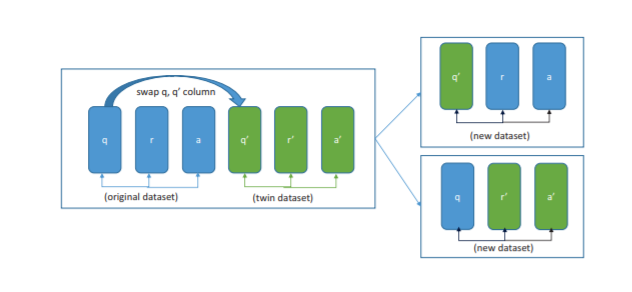 swap q, q' column
q r a q' r' a'
(original dataset) (twin dataset)
q' r a
(new dataset)
q r' a'
(new dataset)